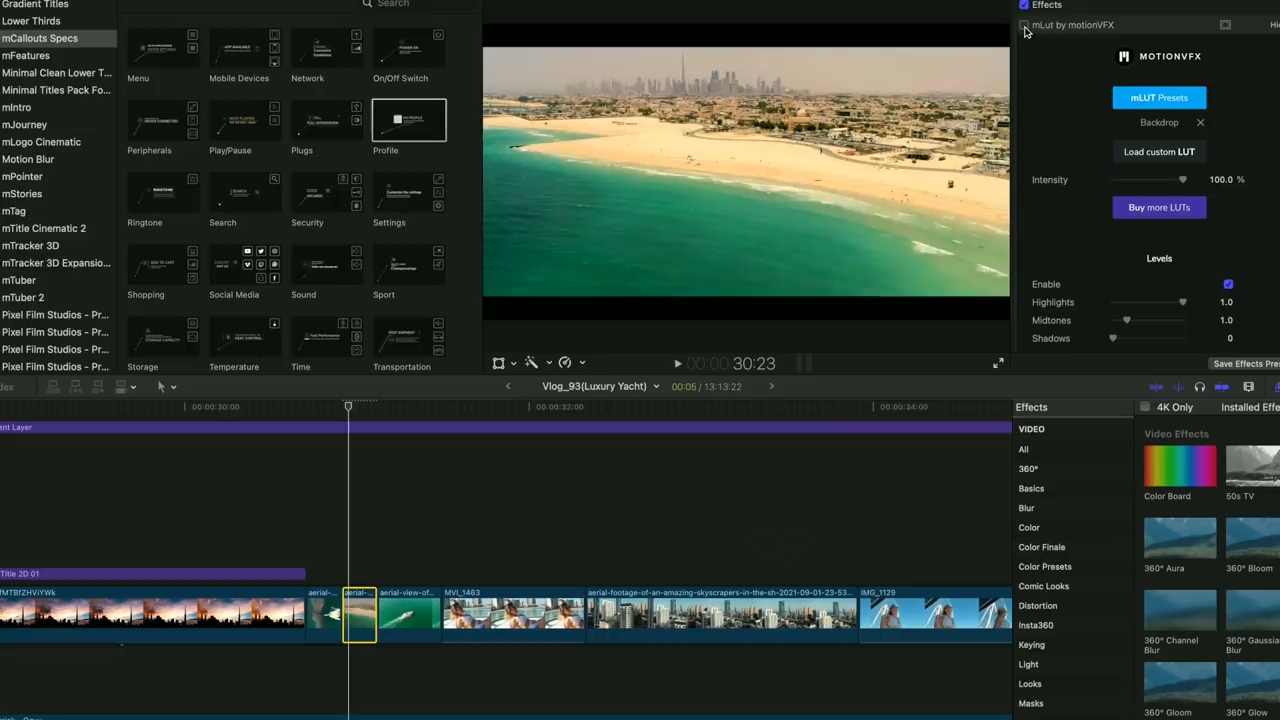 Gradient Titles
Lower Thirds
mCallouts Specs
mFeatures
Minimal Clean Lower T...
Minimal Titles Pack Fo...
mIntro
mJourney
mLogo Cinematic
Motion Blur
mPointer
mStories
mTag
mTitle Cinematic 2
mTracker 3D
mTracker 3D Expansio...
mTuber
mTuber 2
Pixel Film Studios - Pr...
Pixel Film Studios - Pr...
Pixel Film Studios - Pr...
Pixel Film Studios - Pr...
Search
Menu
Mobile Devices
Network
On/Off Switch
Peripherals
Play/Pause
Plugs
Profile
Ringtone
Search
Security
Settings
Shopping
Social Media
Sound
Sport
Storage
Temperature
Time
Transportation
Effects
mLut by motionVFX
Hi
MOTIONVFX
mLUT Presets
Backdrop
Load custom LUT
Intensity 100.0 %
Buy more LUTs
Levels
Enable
Highlights 1.0
Midtones 1.0
Shadows 0
00:00 30:23
Save Effects Pres
dex
Vlog_93(Luxury Yacht)
00:05 / 13:13:22
00:00:30:00
00:00:32:00
00:00:34:00
ent Layer
Title 2D 01
fMTBfZHViYWk
aerial-...
aerial-...
aerial-view-of...
MVI_1463
aerial-footage-of-an-amazing-skyscrapers-in-the-sh-2021-09-01-23-53...
IMG_1129
Effects
4K Only
Installed Effe
VIDEO
All
360°
Basics
Blur
Color
Color Finale
Color Presets
Comic Looks
Distortion
Insta360
Keying
Light
Looks
Masks
Video Effects
Color Board
50s TV
360° Aura
360° Bloom
360° Channel
Blur
360° Gaussia
Blur
360° Gloom
360° Glow